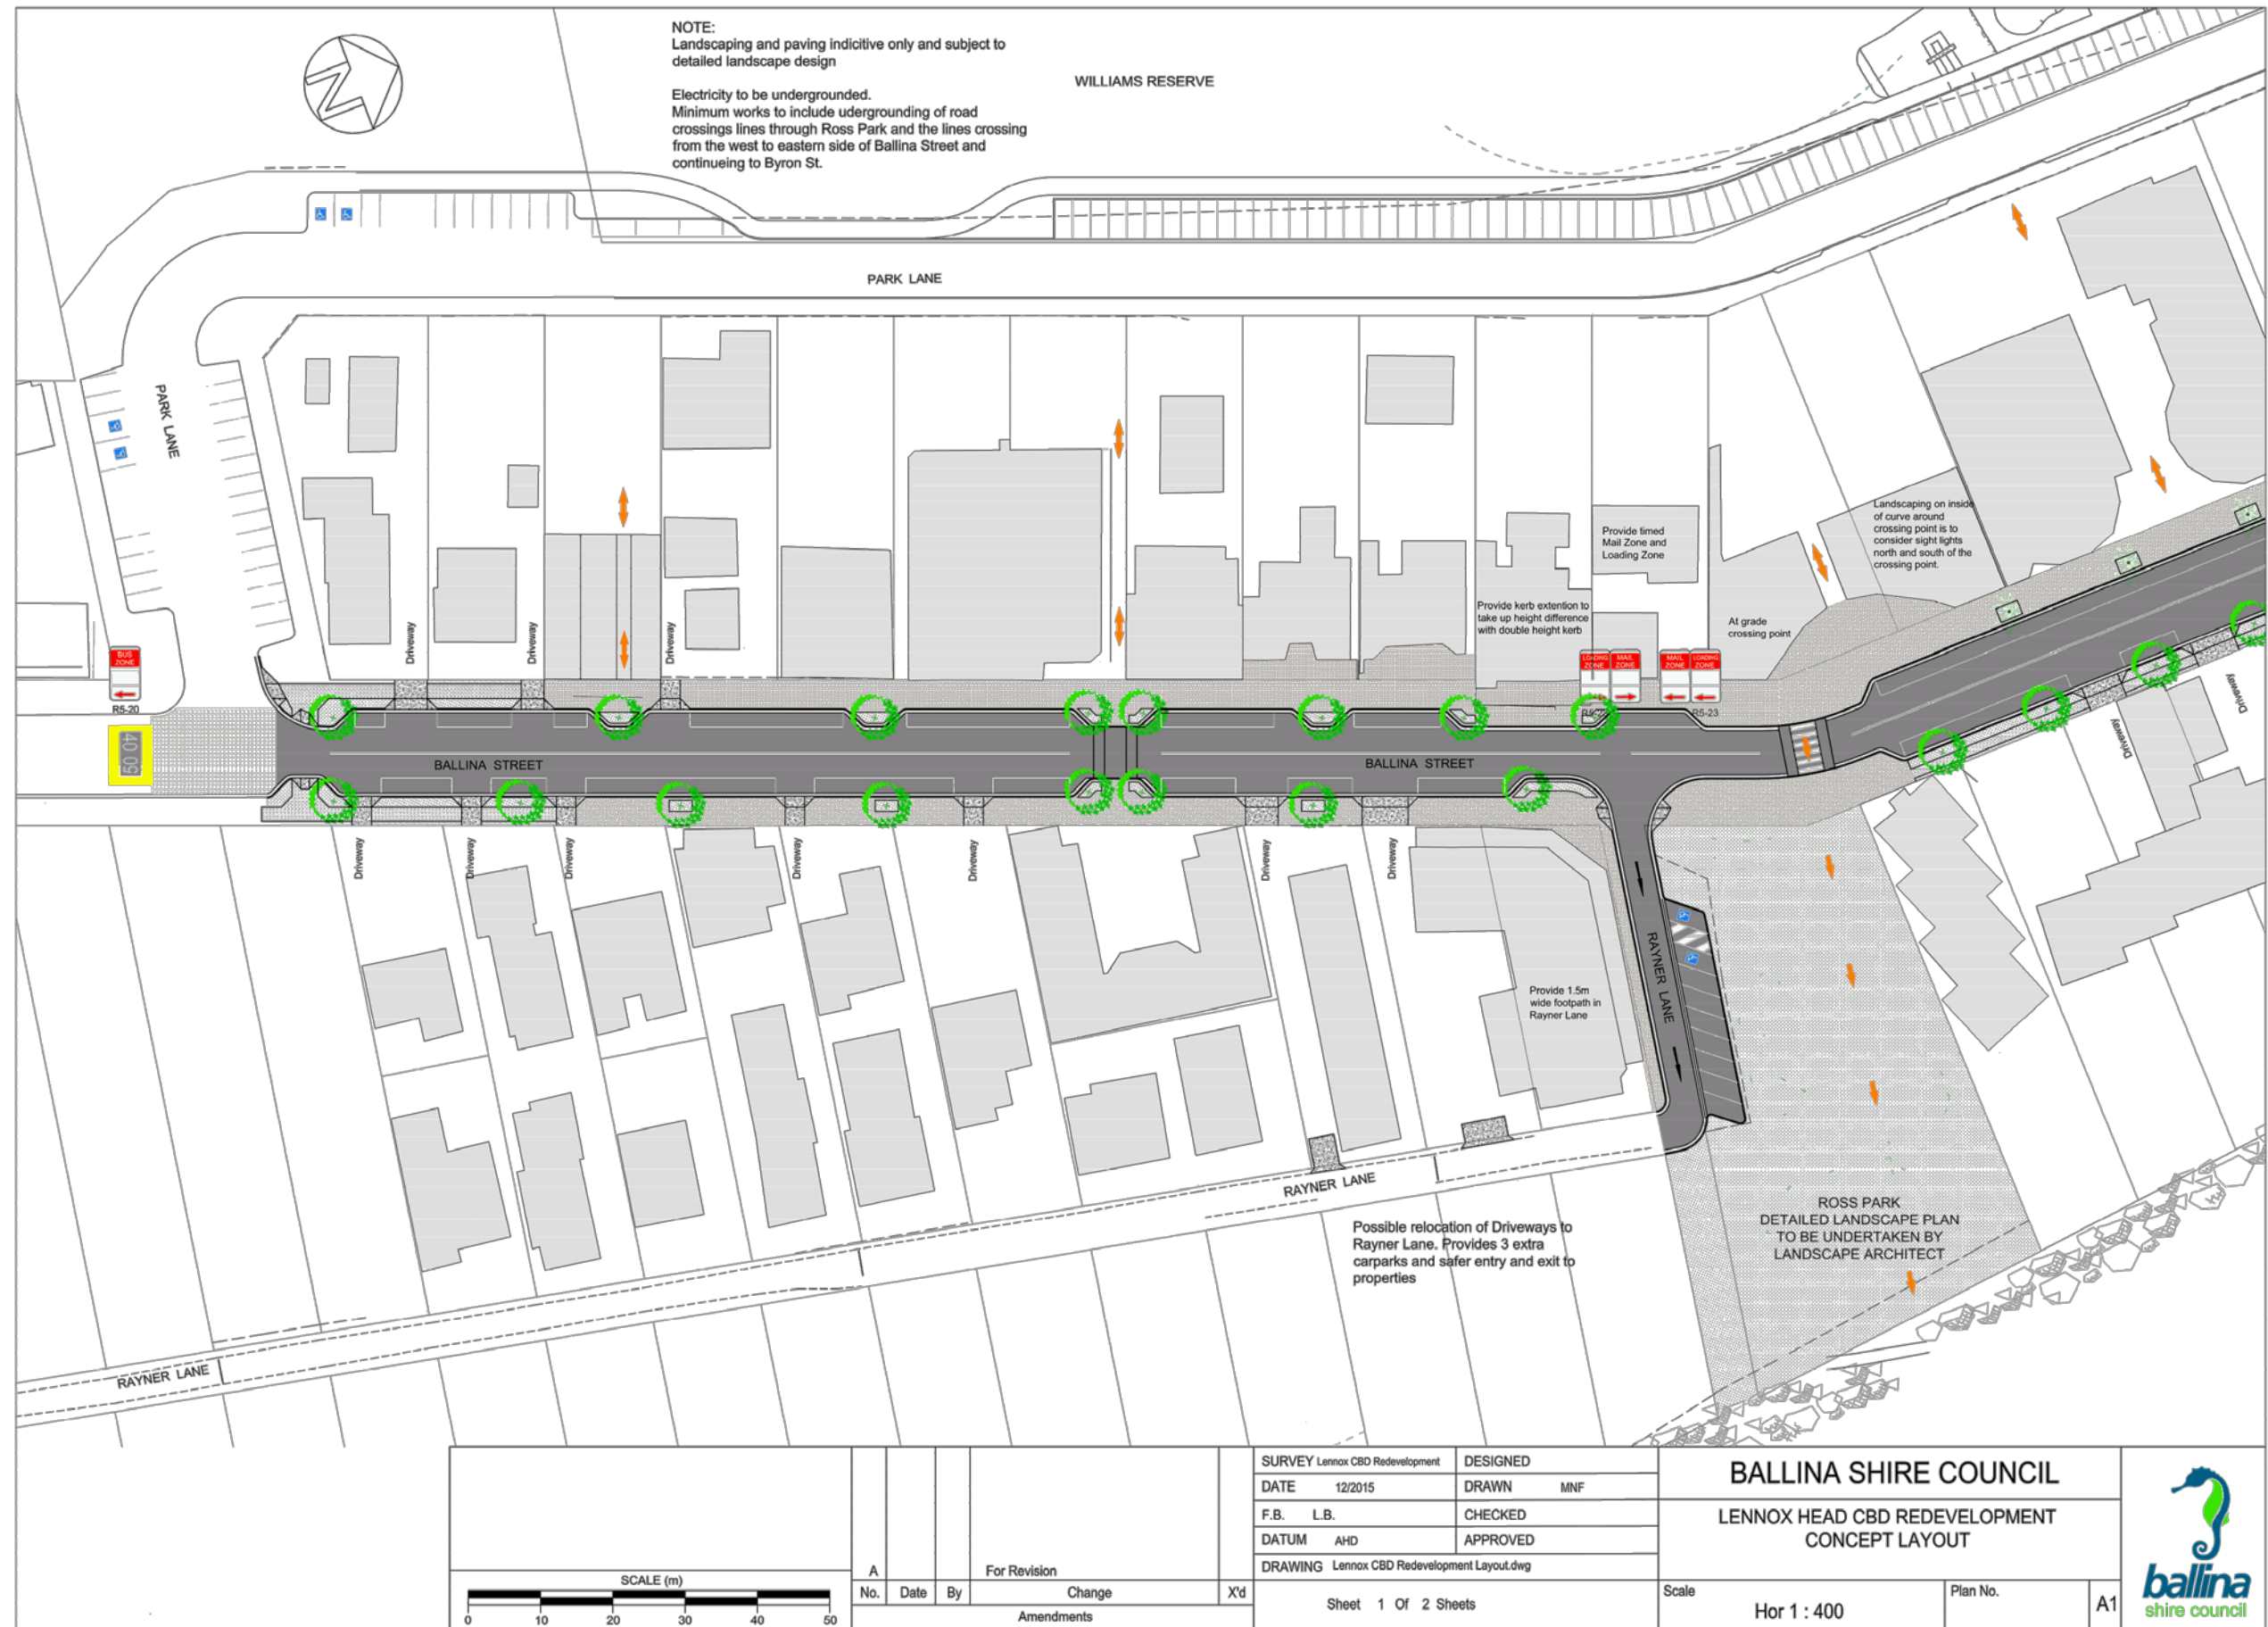 NOTE:
Landscaping and paving indicitive only and subject to
detailed landscape design
Electricity to be undergrounded.
Minimum works to include udergrounding of road
crossings lines through Ross Park and the lines crossing
from the west to eastern side of Ballina Street and
continueing to Byron St.
WILLIAMS RESERVE
N
PARK LANE
PARK LANE
Landscaping on inside
of curve around
crossing point is to
consider sight lights
north and south of the
crossing point.
Provide timed
Mail Zone and
Loading Zone
Provide kerb extention to
take up height difference
with double height kerb
At grade
crossing point
Driveway
Driveway
Driveway
BUS
ZONE
R5-20
LOADING
ZONE
MAIL
ZONE
MAIL
ZONE
LOADING
ZONE
R5-23
50 40
BALLINA STREET
BALLINA STREET
Driveway
Driveway
Driveway
Driveway
Driveway
Driveway
Driveway
Driveway
Driveway
RAYNER LANE
Provide 1.5m
wide footpath in
Rayner Lane
RAYNER LANE
RAYNER LANE
Possible relocation of Driveways to
Rayner Lane. Provides 3 extra
carparks and safer entry and exit to
properties
ROSS PARK
DETAILED LANDSCAPE PLAN
TO BE UNDERTAKEN BY
LANDSCAPE ARCHITECT
SCALE (m)
0 10 20 30 40 50
A For Revision
No. Date By Change X'd
Amendments
SURVEY Lennox CBD Redevelopment DESIGNED
DATE 12/2015 DRAWN MNF
F.B. L.B. CHECKED
DATUM AHD APPROVED
DRAWING Lennox CBD Redevelopment Layout.dwg
Sheet 1 Of 2 Sheets
BALLINA SHIRE COUNCIL
LENNOX HEAD CBD REDEVELOPMENT
CONCEPT LAYOUT
Scale
Hor 1 : 400
Plan No.
A1
ballina
shire council